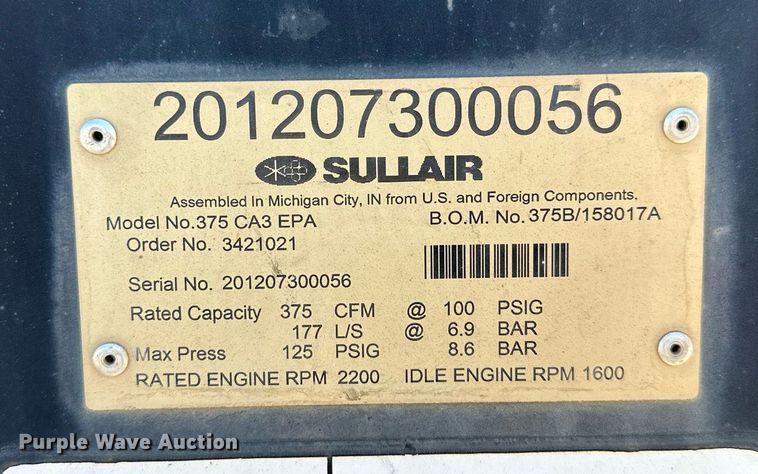 201207300056
SULLAIR
Assembled In Michigan City, IN from U.S. and Foreign Components.
Model No.375 CA3 EPA B.O.M. No.375B/158017A
Order No. 3421021
Serial No. 201207300056
Rated Capacity 375 CFM @ 100 PSIG
177 L/S @ 6.9 BAR
Max Press 125 PSIG 8.6 BAR
RATED ENGINE RPM 2200 IDLE ENGINE RPM 1600
Purple Wave Auction